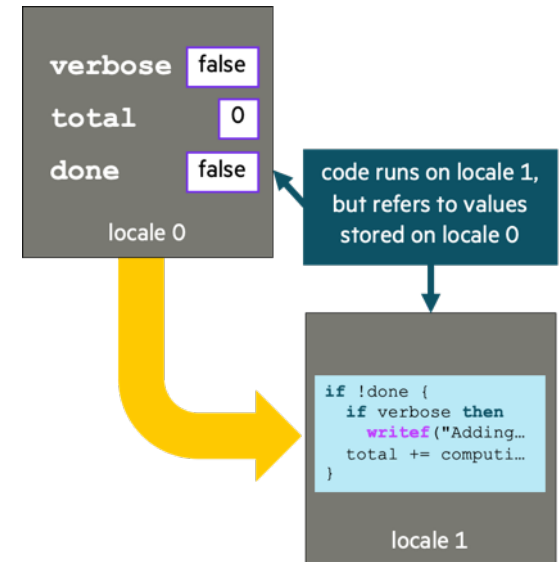 verbose false
total 0
done false
locale 0
code runs on locale 1,
but refers to values
stored on locale 0
if !done {
  if verbose then
    writef("Adding…
  total += computi…
}
locale 1